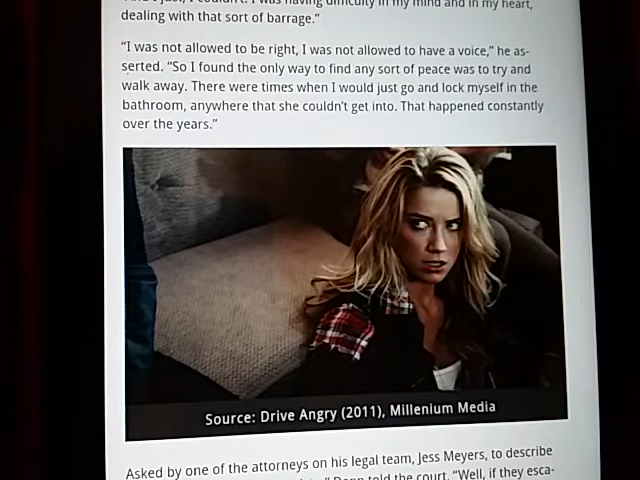 dealing with that sort of barrage.”
“I was not allowed to be right, I was not allowed to have a voice,” he as-
serted. “So I found the only way to find any sort of peace was to try and
walk away. There were times when I would just go and lock myself in the
bathroom, anywhere that she couldn’t get into. That happened constantly
over the years.”
Source: Drive Angry (2011), Millenium Media
Asked by one of the attorneys on his legal team, Jess Meyers, to describe
told the court. “Well, if they esca-